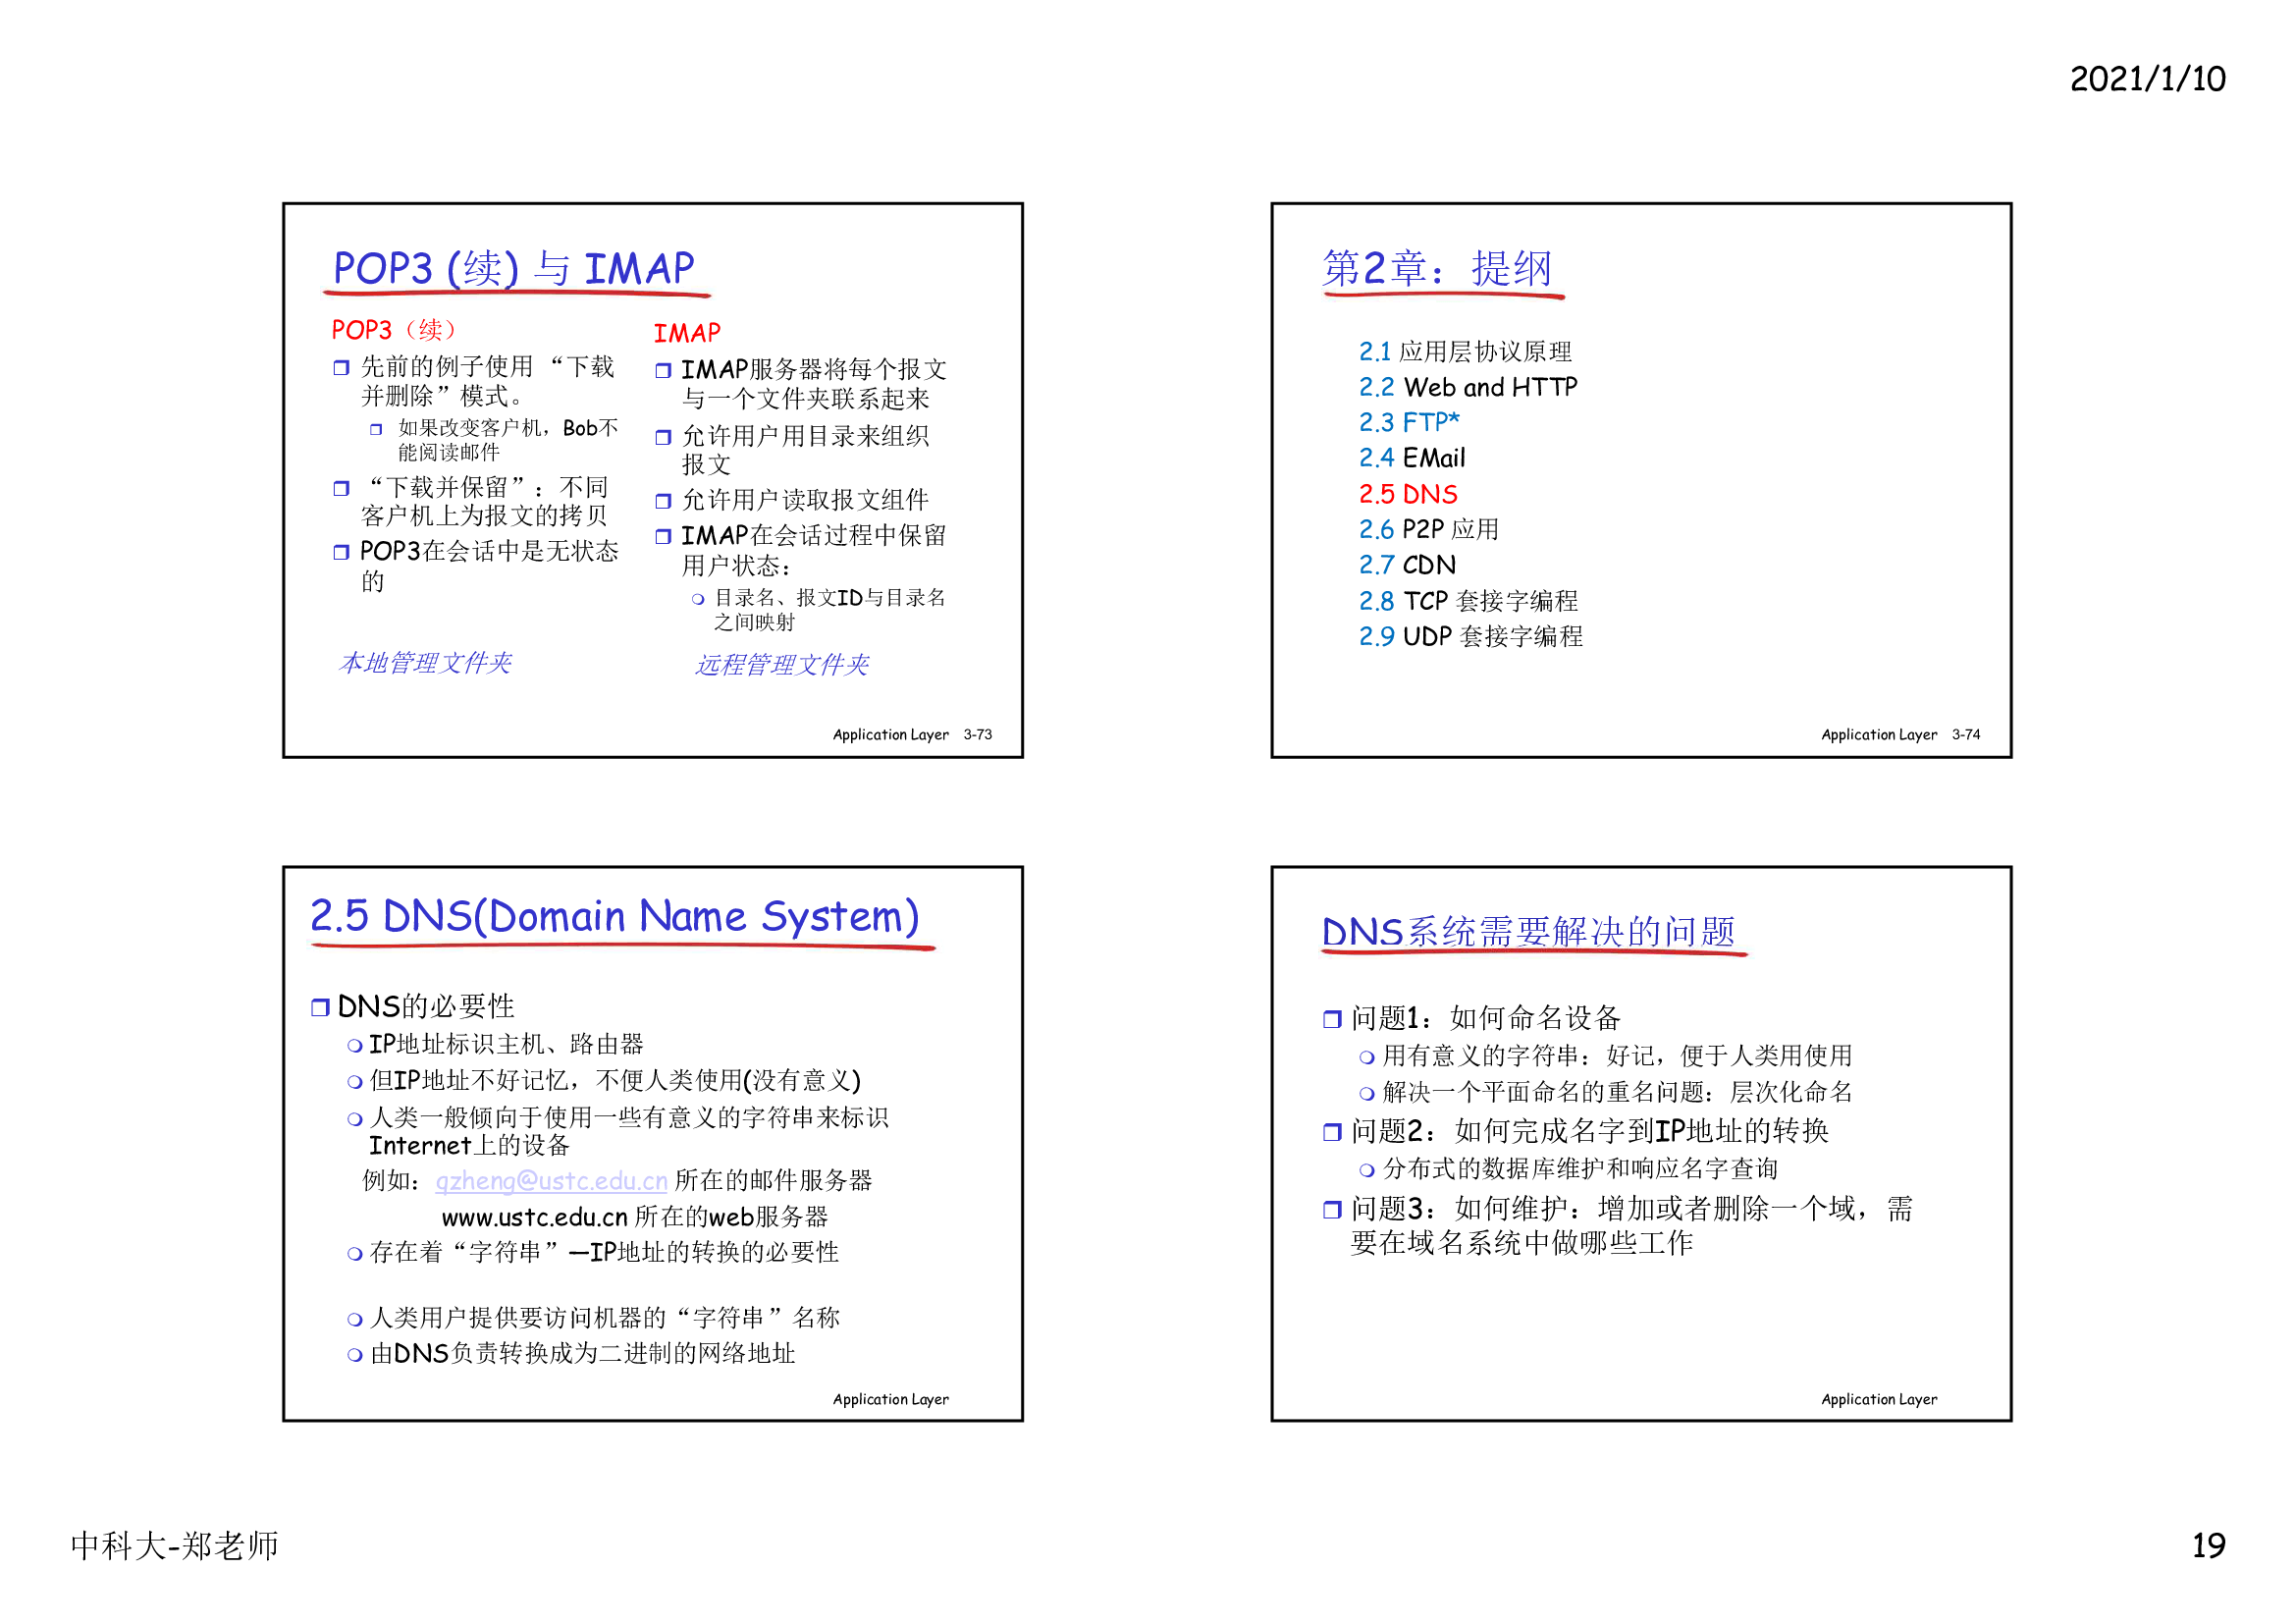 2021/1/10
POP3 (续) 与 IMAP
POP3（续）
先前的例子使用 “下载
并删除”模式。
如果改变客户机，Bob不
能阅读邮件
“下载并保留”：不同
客户机上为报文的拷贝
POP3在会话中是无状态
的
本地管理文件夹
IMAP
IMAP服务器将每个报文
与一个文件夹联系起来
允许用户用目录来组织
报文
允许用户读取报文组件
IMAP在会话过程中保留
用户状态：
目录名、报文ID与目录名
之间映射
远程管理文件夹
Application Layer 3-73
第2章：提纲
2.1 应用层协议原理
2.2 Web and HTTP
2.3 FTP*
2.4 EMail
2.5 DNS
2.6 P2P 应用
2.7 CDN
2.8 TCP 套接字编程
2.9 UDP 套接字编程
Application Layer 3-74
2.5 DNS(Domain Name System)
DNS的必要性
IP地址标识主机、路由器
但IP地址不好记忆，不便人类使用(没有意义)
人类一般倾向于使用一些有意义的字符串来标识
Internet上的设备
例如：qzheng@ustc.edu.cn 所在的邮件服务器
www.ustc.edu.cn 所在的web服务器
存在着“字符串”—IP地址的转换的必要性
人类用户提供要访问机器的“字符串”名称
由DNS负责转换成为二进制的网络地址
Application Layer
DNS系统需要解决的问题
问题1：如何命名设备
用有意义的字符串：好记，便于人类用使用
解决一个平面命名的重名问题：层次化命名
问题2：如何完成名字到IP地址的转换
分布式的数据库维护和响应名字查询
问题3：如何维护：增加或者删除一个域，需
要在域名系统中做哪些工作
Application Layer
中科大-郑老师
19